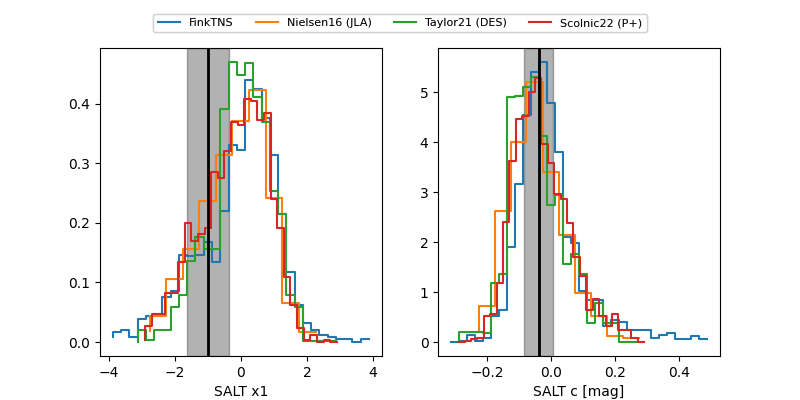 FinkTNS Nielsen16 (JLA) Taylor21 (DES) Scolnic22 (P+)
0.4
0.3
0.2
0.1
0.0
−4 −2 0 2 4
SALT x1
5
4
3
2
1
0
−0.2 0.0 0.2 0.4
SALT c [mag]